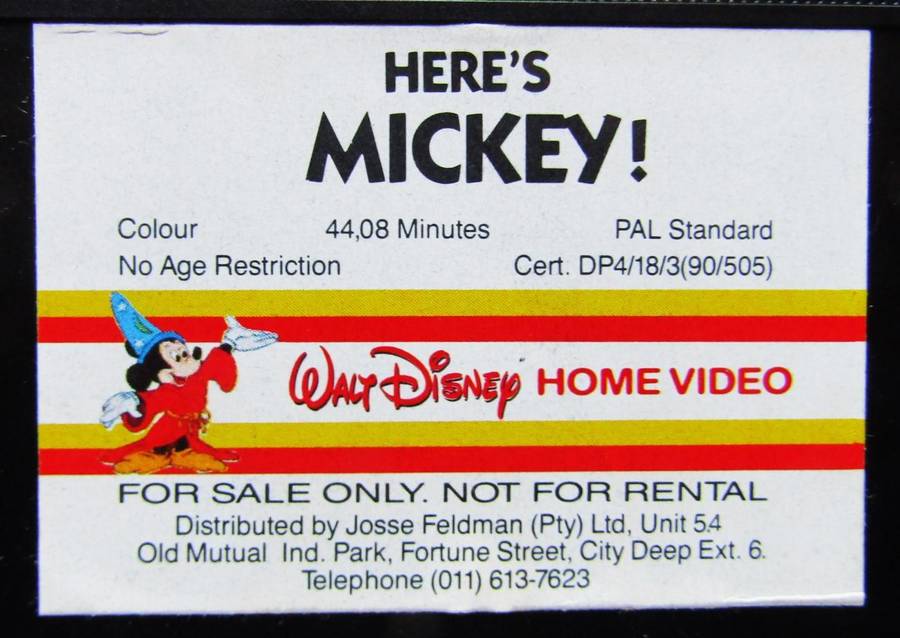 HERE'S
MICKEY!
Colour 44,08 Minutes PAL Standard
No Age Restriction Cert. DP4/18/3(90/505)
WALT DISNEY HOME VIDEO
FOR SALE ONLY. NOT FOR RENTAL
Distributed by Josse Feldman (Pty) Ltd, Unit 5.4
Old Mutual Ind. Park, Fortune Street, City Deep Ext. 6.
Telephone (011) 613-7623